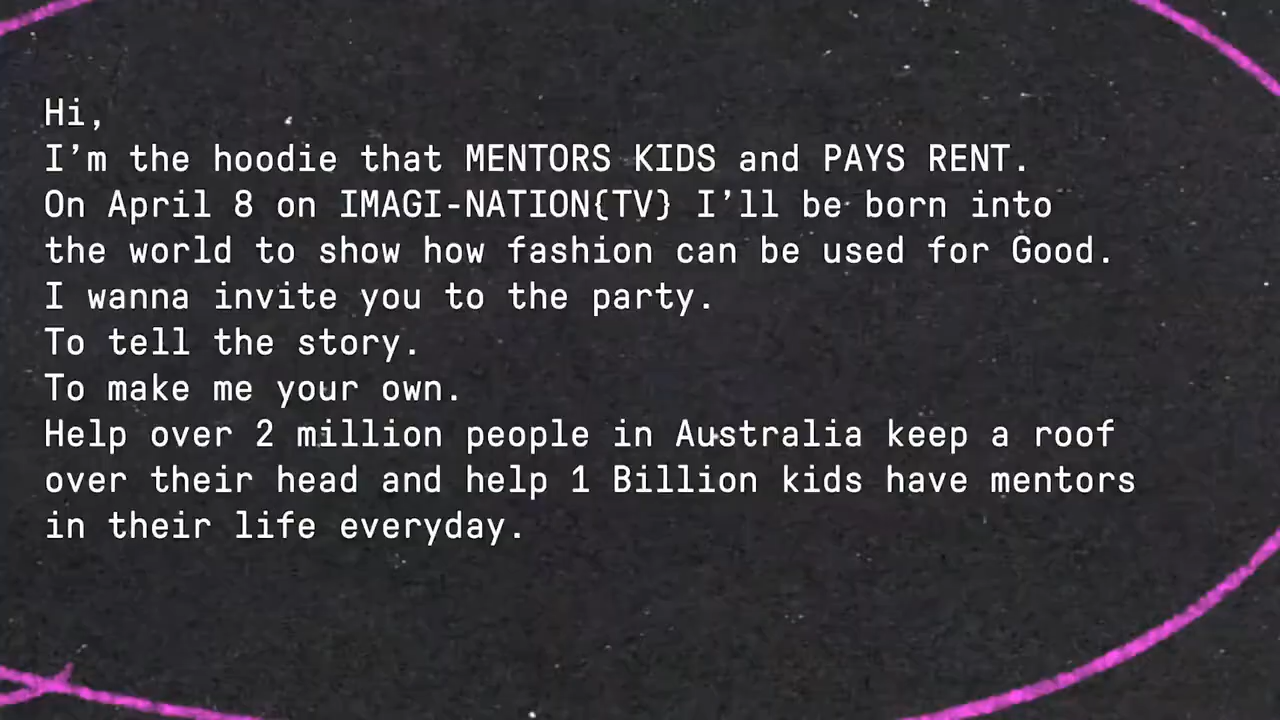 Hi,
I’m the hoodie that MENTORS KIDS and PAYS RENT.
On April 8 on IMAGI-NATION{TV} I’ll be born into
the world to show how fashion can be used for Good.
I wanna invite you to the party.
To tell the story.
To make me your own.
Help over 2 million people in Australia keep a roof
over their head and help 1 Billion kids have mentors
in their life everyday.